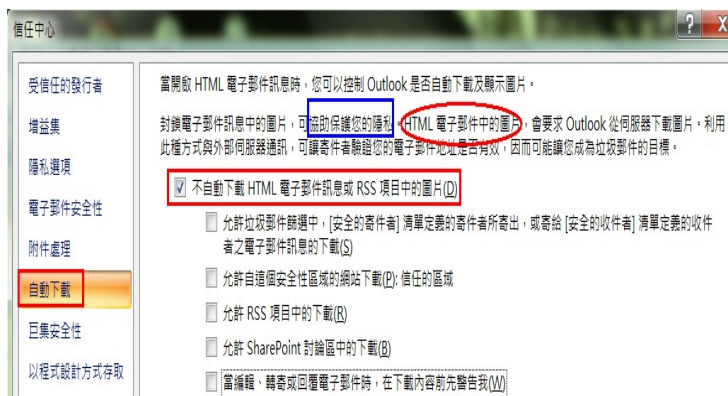 信任中心
受信任的發行者
增益集
隱私選項
電子郵件安全性
附件處理
自動下載
巨集安全性
以程式設計方式存取
當開啟 HTML 電子郵件訊息時，您可以控制 Outlook 是否自動下載及顯示圖片。
封鎖電子郵件訊息中的圖片，可協助保護您的隱私。HTML 電子郵件中的圖片，會要求 Outlook 從伺服器下載圖片。利用
此種方式與外部伺服器通訊，可讓寄件者驗證您的電子郵件地址是否有效，因而可能讓您成為垃圾郵件的目標。
不自動下載 HTML 電子郵件訊息或 RSS 項目中的圖片(D)
允許垃圾郵件篩選中，[安全的寄件者] 清單定義的寄件者所寄出，或寄給 [安全的收件者] 清單定義的收件
者之電子郵件訊息的下載(S)
允許自這個安全性區域的網站下載(P): 信任的區域
允許 RSS 項目中的下載(R)
允許 SharePoint 討論區中的下載(B)
當編輯、轉寄或回覆電子郵件時，在下載內容前先警告我(W)